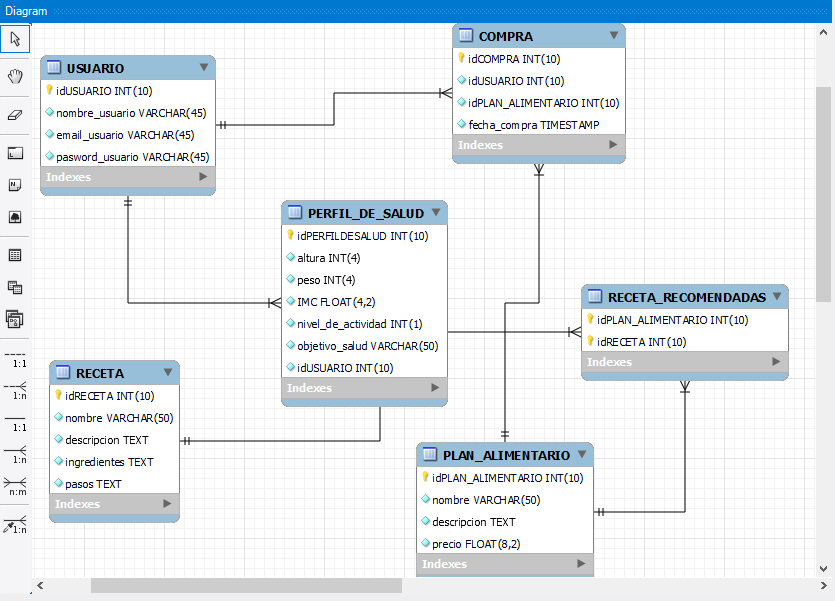 Diagram
USUARIO
idUSUARIO INT(10)
nombre_usuario VARCHAR(45)
email_usuario VARCHAR(45)
pasword_usuario VARCHAR(45)
Indexes
COMPRA
idCOMPRA INT(10)
idUSUARIO INT(10)
idPLAN_ALIMENTARIO INT(10)
fecha_compra TIMESTAMP
Indexes
PERFIL_DE_SALUD
idPERFILDESALUD INT(10)
altura INT(4)
peso INT(4)
IMC FLOAT(4,2)
nivel_de_actividad INT(1)
objetivo_salud VARCHAR(50)
idUSUARIO INT(10)
Indexes
RECETA_RECOMENDADAS
idPLAN_ALIMENTARIO INT(10)
idRECETA INT(10)
Indexes
RECETA
idRECETA INT(10)
nombre VARCHAR(50)
descripcion TEXT
ingredientes TEXT
pasos TEXT
Indexes
PLAN_ALIMENTARIO
idPLAN_ALIMENTARIO INT(10)
nombre VARCHAR(50)
descripcion TEXT
precio FLOAT(8,2)
Indexes
1:1
1:n
1:1
1:n
n:m
1:n